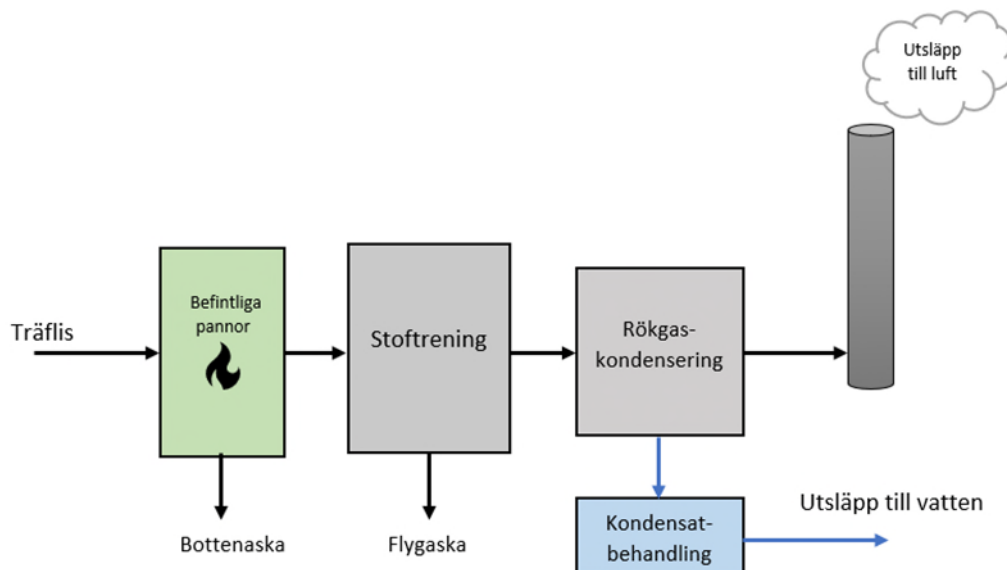 Utsläpp
till luft
Träflis
Befintliga
pannor
Stoftrening
Rökgas-
kondensering
Bottenaska
Flygaska
Kondensat-
behandling
Utsläpp till vatten